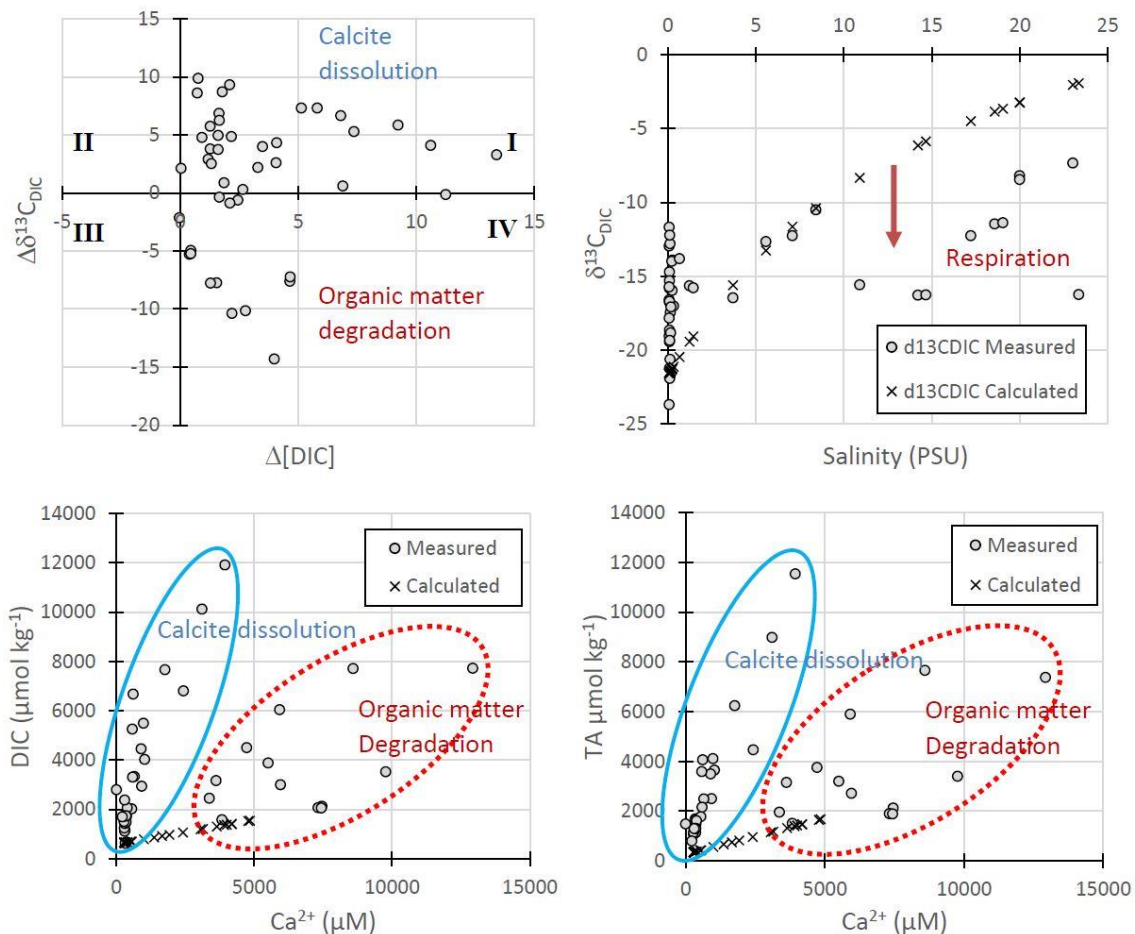 15
10
5
0
-5
-10
-15
-20
-5
5
10
15
Calcite
dissolution
II
I
III
IV
Organic matter
degradation
Δδ¹³C_DIC
Δ[DIC]
0 5 10 15 20 25
0
-5
-10
-15
-20
-25
δ¹³C_DIC
Respiration
d13CDIC Measured
d13CDIC Calculated
Salinity (PSU)
14000
12000
10000
8000
6000
4000
2000
0
DIC (µmol kg⁻¹)
Measured
Calculated
Calcite dissolution
Organic matter
Degradation
0 5000 10000 15000
Ca²⁺ (µM)
14000
12000
10000
8000
6000
4000
2000
0
TA µmol kg⁻¹)
Measured
Calculated
Calcite dissolution
Organic matter
Degradation
0 5000 10000 15000
Ca²⁺ (µM)